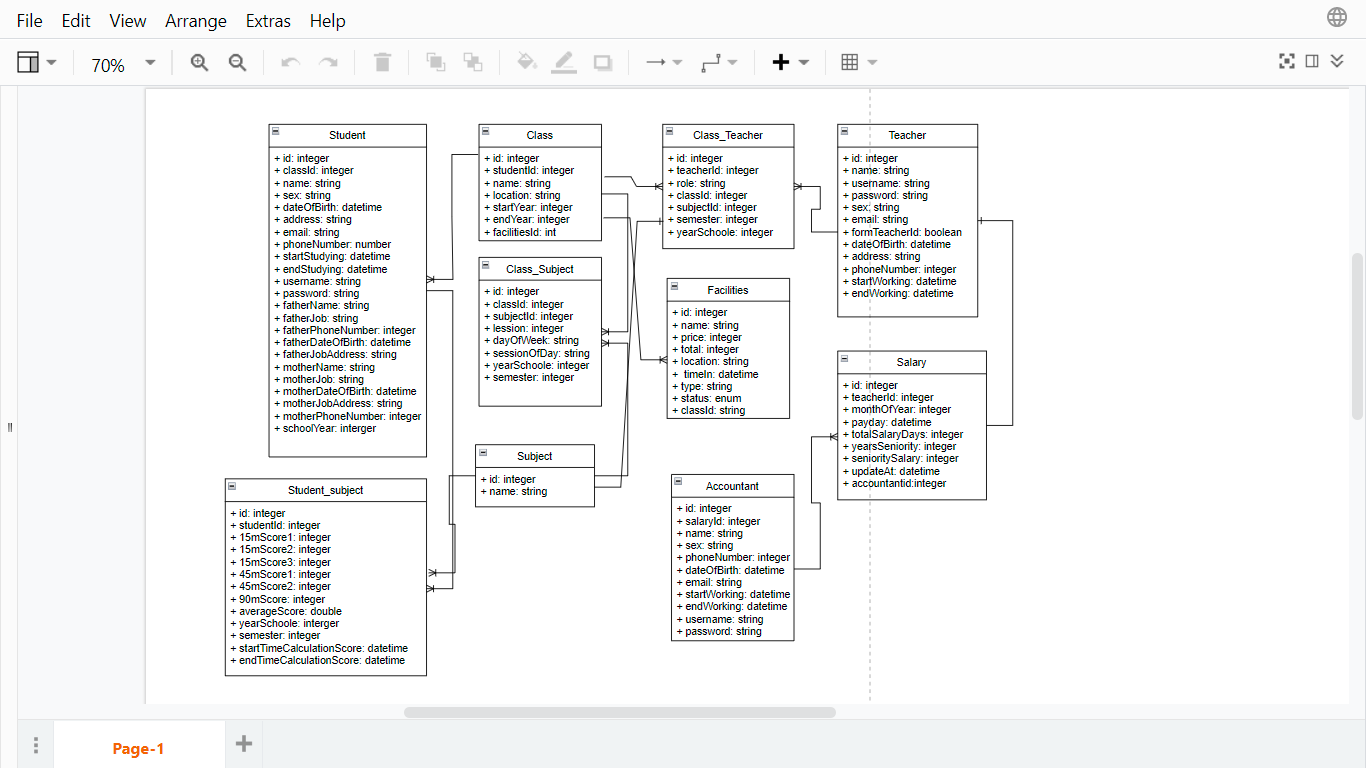 File Edit View Arrange Extras Help
70%
Student
+ id: integer
+ classId: integer
+ name: string
+ sex: string
+ dateOfBirth: datetime
+ address: string
+ email: string
+ phoneNumber: number
+ startStudying: datetime
+ endStudying: datetime
+ username: string
+ password: string
+ fatherName: string
+ fatherJob: string
+ fatherPhoneNumber: integer
+ fatherDateOfBirth: datetime
+ fatherJobAddress: string
+ motherName: string
+ motherJob: string
+ motherDateOfBirth: datetime
+ motherJobAddress: string
+ motherPhoneNumber: integer
+ schoolYear: interger
Class
+ id: integer
+ studentId: integer
+ name: string
+ location: string
+ startYear: integer
+ endYear: integer
+ facilitiesId: int
Class_Teacher
+ id: integer
+ teacherId: integer
+ role: string
+ classId: integer
+ subjectId: integer
+ semester: integer
+ yearSchoole: integer
Teacher
+ id: integer
+ name: string
+ username: string
+ password: string
+ sex: string
+ email: string
+ formTeacherId: boolean
+ dateOfBirth: datetime
+ address: string
+ phoneNumber: integer
+ startWorking: datetime
+ endWorking: datetime
Class_Subject
+ id: integer
+ classId: integer
+ subjectId: integer
+ lession: integer
+ dayOfWeek: string
+ sessionOfDay: string
+ yearSchoole: integer
+ semester: integer
Facilities
+ id: integer
+ name: string
+ price: integer
+ total: integer
+ location: string
+ timeIn: datetime
+ type: string
+ status: enum
+ classId: string
Salary
+ id: integer
+ teacherId: integer
+ monthOfYear: integer
+ payday: datetime
+ totalSalaryDays: integer
+ yearsSeniority: integer
+ senioritySalary: integer
+ updateAt: datetime
+ accountantid:integer
Subject
+ id: integer
+ name: string
Student_subject
+ id: integer
+ studentId: integer
+ 15mScore1: integer
+ 15mScore2: integer
+ 15mScore3: integer
+ 45mScore1: integer
+ 45mScore2: integer
+ 90mScore: integer
+ averageScore: double
+ yearSchoole: interger
+ semester: integer
+ startTimeCalculationScore: datetime
+ endTimeCalculationScore: datetime
Accountant
+ id: integer
+ salaryId: integer
+ name: string
+ sex: string
+ phoneNumber: integer
+ dateOfBirth: datetime
+ email: string
+ startWorking: datetime
+ endWorking: datetime
+ username: string
+ password: string
Page-1